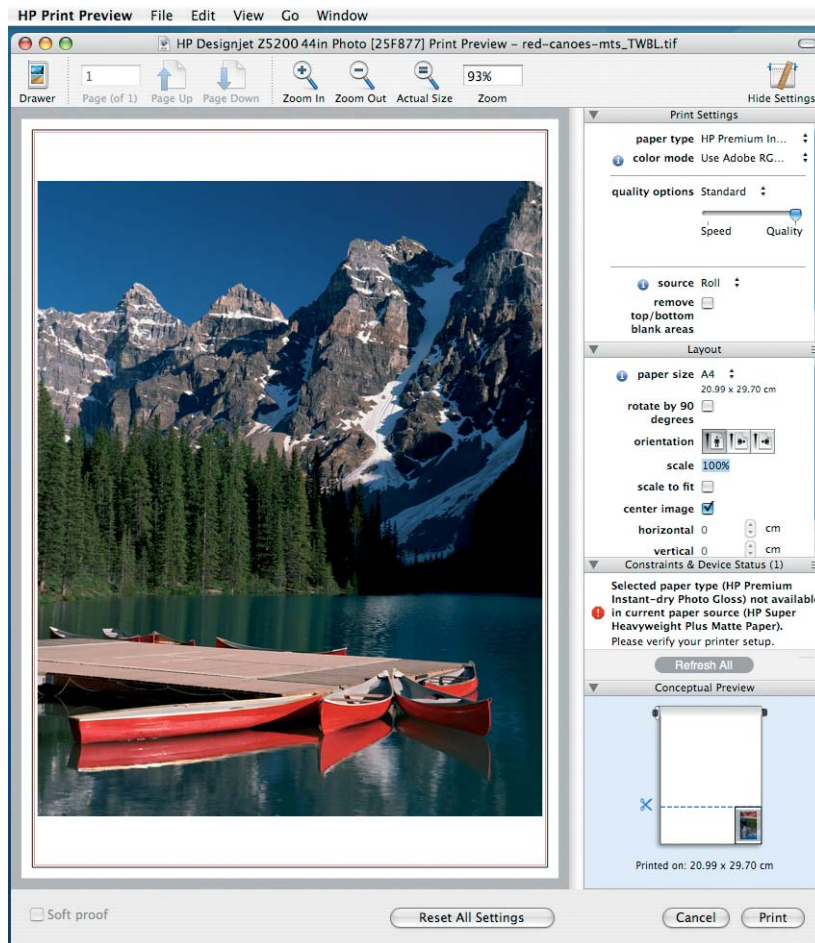 HP Print Preview File Edit View Go Window
HP Designjet Z5200 44in Photo [25F877] Print Preview – red-canoes-mts_TWBL.tif
1
93%
Drawer Page (of 1) Page Up Page Down Zoom In Zoom Out Actual Size Zoom Hide Settings
Print Settings
paper type HP Premium In...
color mode Use Adobe RG...
quality options Standard
Speed Quality
source Roll
remove
top/bottom
blank areas
Layout
paper size A4
20.99 x 29.70 cm
rotate by 90
degrees
orientation
scale 100%
scale to fit
center image
horizontal 0 cm
vertical 0 cm
Constraints & Device Status (1)
Selected paper type (HP Premium
Instant-dry Photo Gloss) not available
in current paper source (HP Super
Heavyweight Plus Matte Paper).
Please verify your printer setup.
Refresh All
Conceptual Preview
Printed on: 20.99 x 29.70 cm
Soft proof
Reset All Settings
Cancel Print